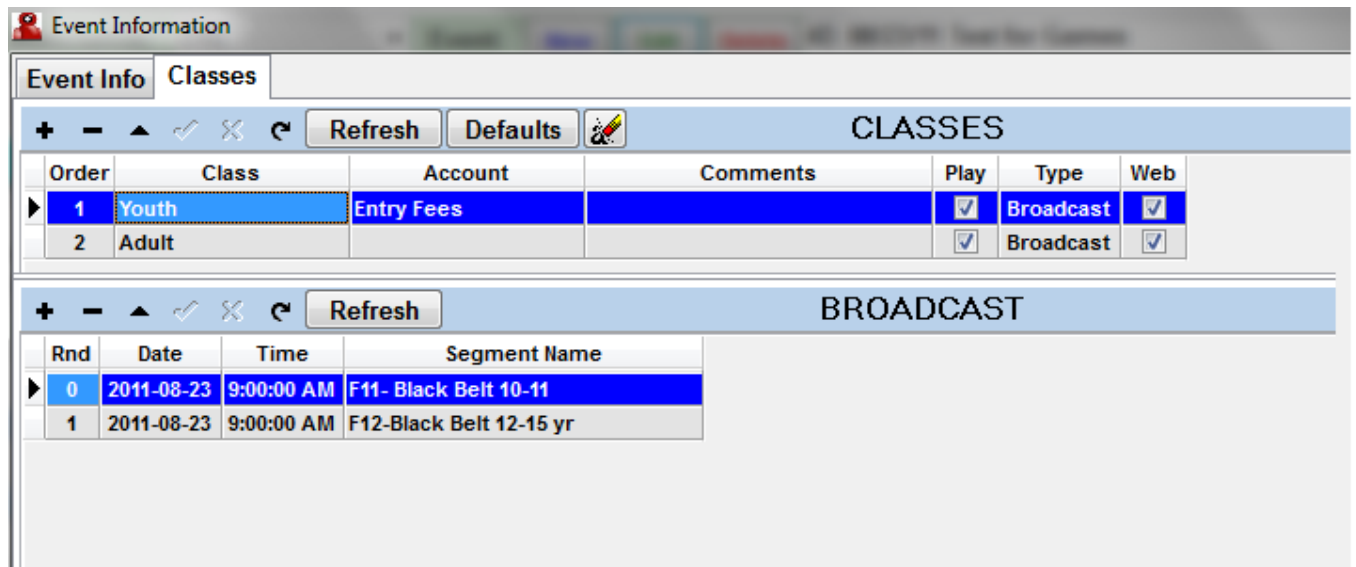 Event Information
Event Info Classes
Refresh Defaults CLASSES
Order Class Account Comments Play Type Web
1 Youth Entry Fees Broadcast
2 Adult Broadcast
Refresh BROADCAST
Rnd Date Time Segment Name
0 2011-08-23 9:00:00 AM F11- Black Belt 10-11
1 2011-08-23 9:00:00 AM F12-Black Belt 12-15 yr